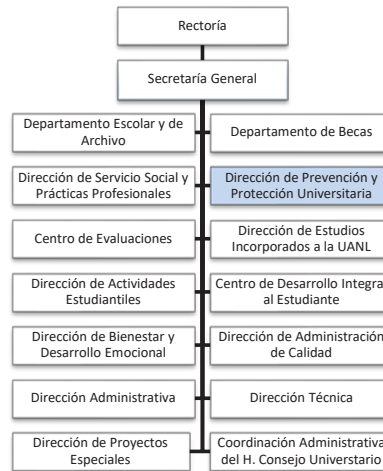 Rectoría
Secretaría General
Departamento Escolar y de
Archivo
Departamento de Becas
Dirección de Servicio Social y
Prácticas Profesionales
Dirección de Prevención y
Protección Universitaria
Centro de Evaluaciones
Dirección de Estudios
Incorporados a la UANL
Dirección de Actividades
Estudiantiles
Centro de Desarrollo Integral
al Estudiante
Dirección de Bienestar y
Desarrollo Emocional
Dirección de Administración
de Calidad
Dirección Administrativa
Dirección Técnica
Dirección de Proyectos
Especiales
Coordinación Administrativa
del H. Consejo Universtario